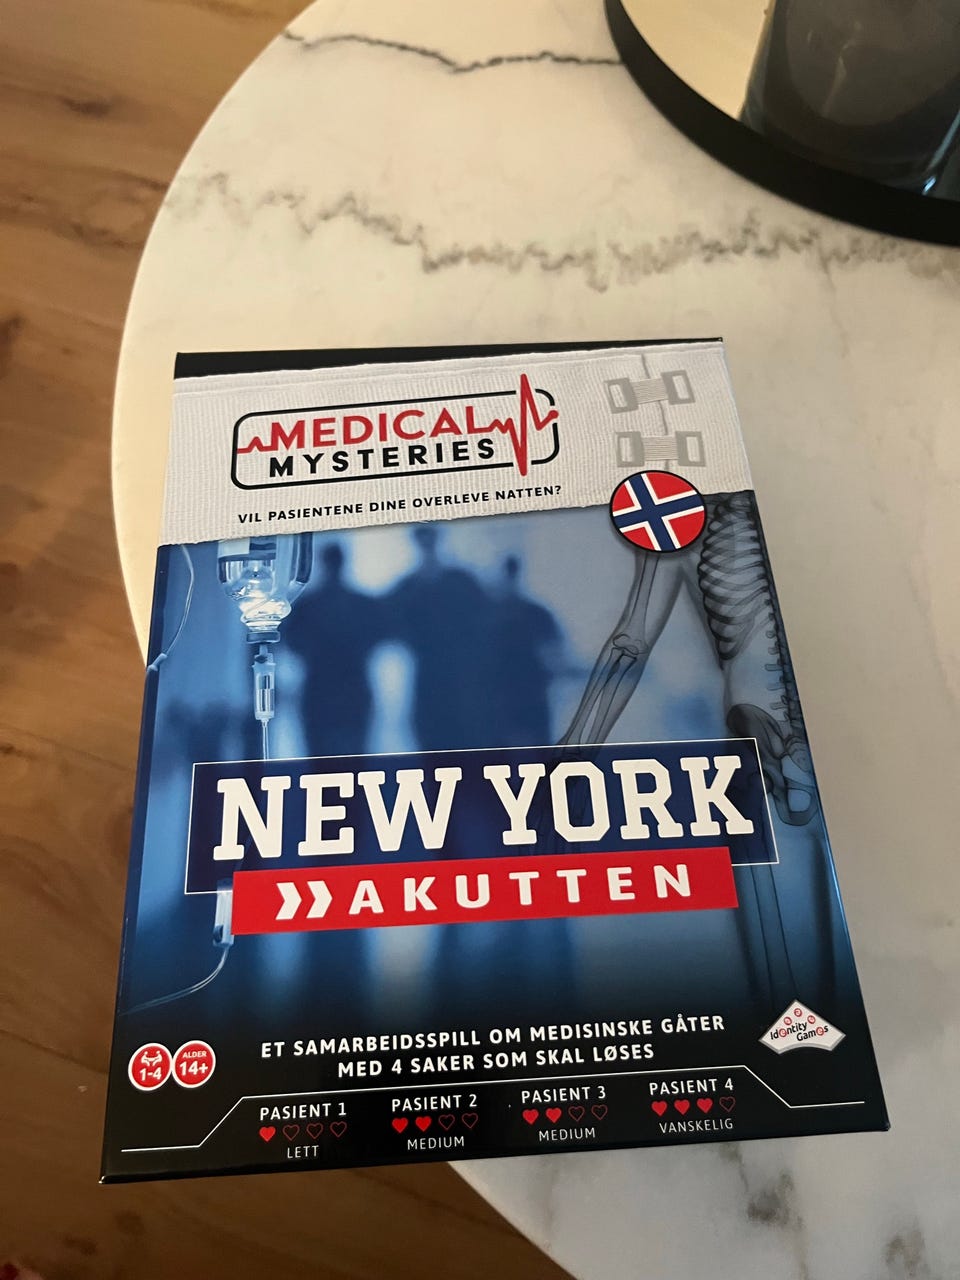 MEDICAL
MYSTERIES
VIL PASIENTENE DINE OVERLEVE NATTEN?
NEW YORK
AKUTTEN
ET SAMARBEIDSSPILL OM MEDISINSKE GÅTER
MED 4 SAKER SOM SKAL LØSES
1-4
ALDER
14+
Identity
Games
PASIENT 1
LETT
PASIENT 2
MEDIUM
PASIENT 3
MEDIUM
PASIENT 4
VANSKELIG